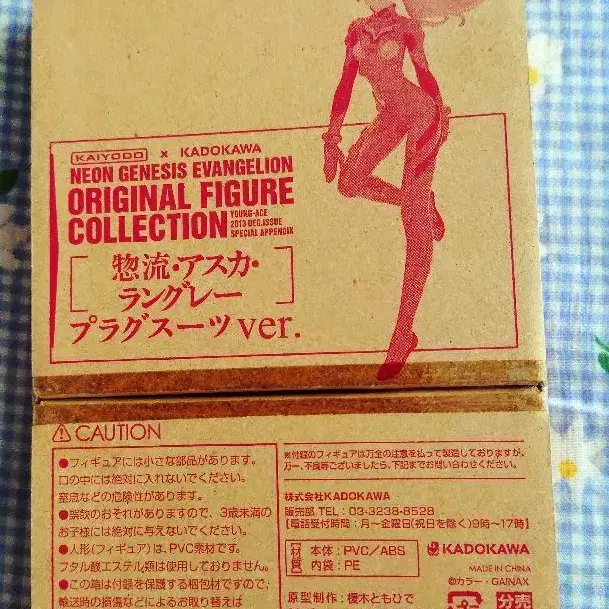 KAIYODO × KADOKAWA
NEON GENESIS EVANGELION
ORIGINAL FIGURE
COLLECTION
YOUNG-ACE
2013 DEC.ISSUE
SPECIAL APPENDIX
惣流・アスカ・
ラングレー
プラグスーツver.
⚠CAUTION
●フィギュアには小さな部品があります。
口の中には絶対に入れないでください。
窒息などの危険性があります。
●誤飲のおそれがありますので、3歳未満の
お子様には絶対に与えないでください。
●人形(フィギュア)は、PVC素材です。
フタル酸エステル類は使用しておりません。
●この箱は付録を保護する梱包材ですので、
輸送時の損傷などによるお取り替えは
※付録のフィギュアは万全の注意を払って製造しておりますが、
万一、不良等ございましたら、下記までお問い合わせください。
株式会社KADOKAWA
販売部 TEL:03-3238-8528
【電話受付時間:月～金曜日(祝日を除く)9時～17時】
材質
本体:PVC/ABS
内袋:PE
KADOKAWA
MADE IN CHINA
©カラー・GAINAX
原型制作:榎木ともひで
分売